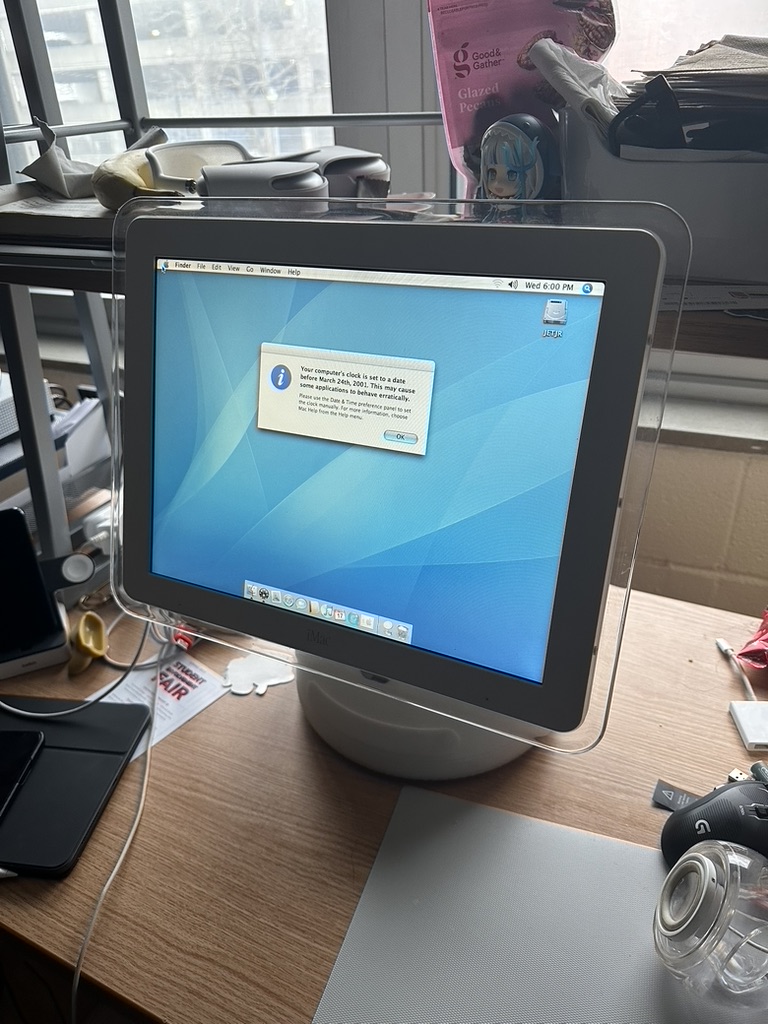 Good&
Gather
Glazed
Finder File Edit View Go Window Help
Wed 6:00 PM
JETJR
Your computer's clock is set to a date
before March 24th, 2001. This may cause
some applications to behave erratically.
Please use the Date & Time preference panel to set
the clock manually. For more information, choose
Mac Help from the Help menu.
OK
iMac
STUDENT
FAIR